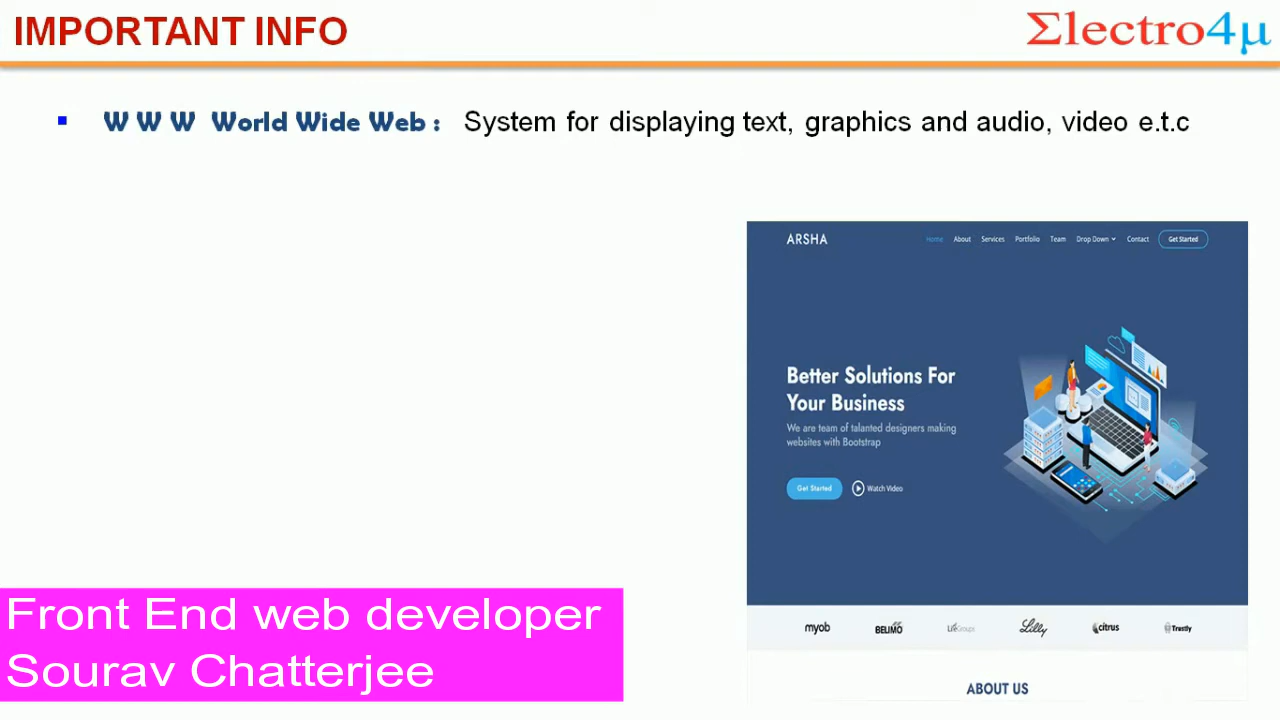 IMPORTANT INFO
Σlectro4μ
W W W World Wide Web : System for displaying text, graphics and audio, video e.t.c
ARSHA
Home About Services Portfolio Team Drop Down Contact Get Started
Better Solutions For
Your Business
We are team of talanted designers making
websites with Bootstrap
Get Started Watch Video
myob BELIMO LifeGroups Lilly citrus Trustly
ABOUT US
Front End web developer
Sourav Chatterjee